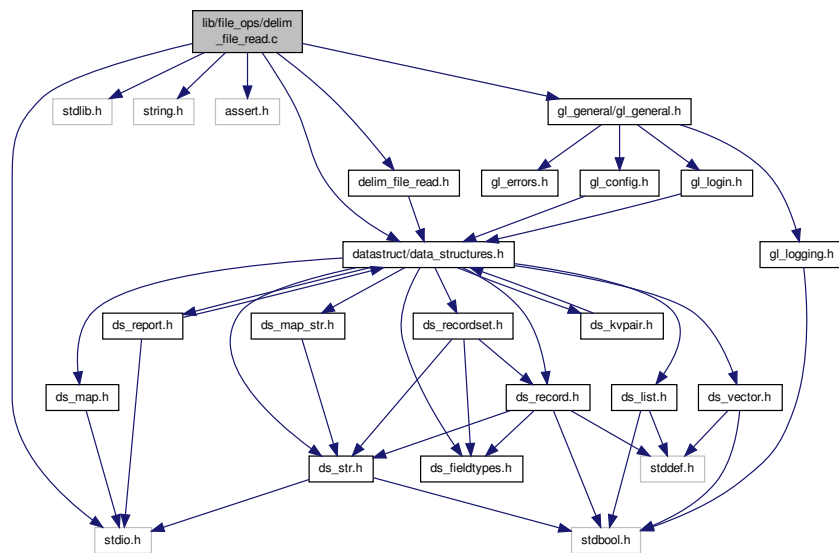 lib/file_ops/delim
_file_read.c
stdlib.h
string.h
assert.h
gl_general/gl_general.h
delim_file_read.h
gl_errors.h
gl_config.h
gl_login.h
datastruct/data_structures.h
gl_logging.h
ds_report.h
ds_map_str.h
ds_recordset.h
ds_kvpair.h
ds_map.h
ds_record.h
ds_list.h
ds_vector.h
ds_str.h
ds_fieldtypes.h
stddef.h
stdio.h
stdbool.h